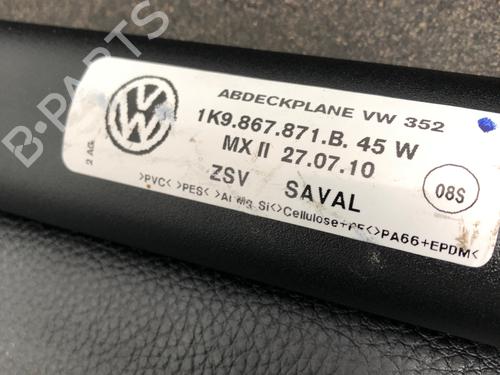 B-PARTS
ABDECKPLANE VW 352
1K9.867.871.B. 45 W
MX II 27.07.10
ZSV SAVAL
08S
2 AG.
>PVC<>PES<>Al Mg Si<>Cellulose+PF<>PA66+EPDM<